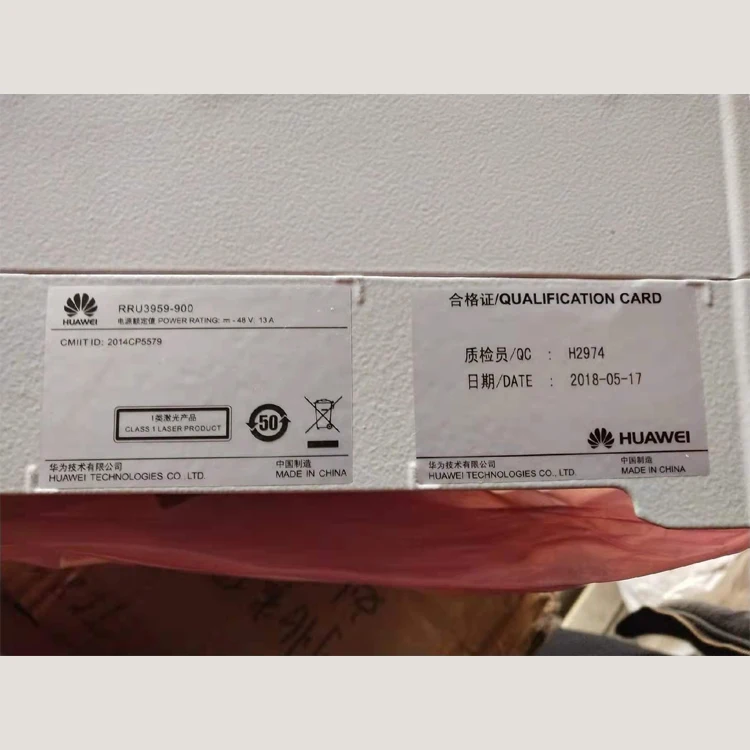 HUAWEI
RRU3959-900
电源额定值 POWER RATING: ⎓ - 48 V; 13 A
CMIIT ID: 2014CP5579
1类激光产品
CLASS 1 LASER PRODUCT
50
华为技术有限公司
HUAWEI TECHNOLOGIES CO., LTD.
中国制造
MADE IN CHINA
合格证/QUALIFICATION CARD
质检员/QC : H2974
日期/DATE : 2018-05-17
HUAWEI
华为技术有限公司
HUAWEI TECHNOLOGIES CO., LTD.
中国制造
MADE IN CHINA